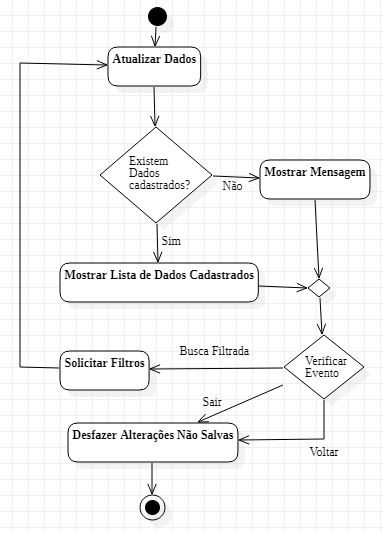 Atualizar Dados
Existem
Dados
cadastrados?
Não
Mostrar Mensagem
Sim
Mostrar Lista de Dados Cadastrados
Verificar
Evento
Busca Filtrada
Solicitar Filtros
Sair
Desfazer Alterações Não Salvas
Voltar